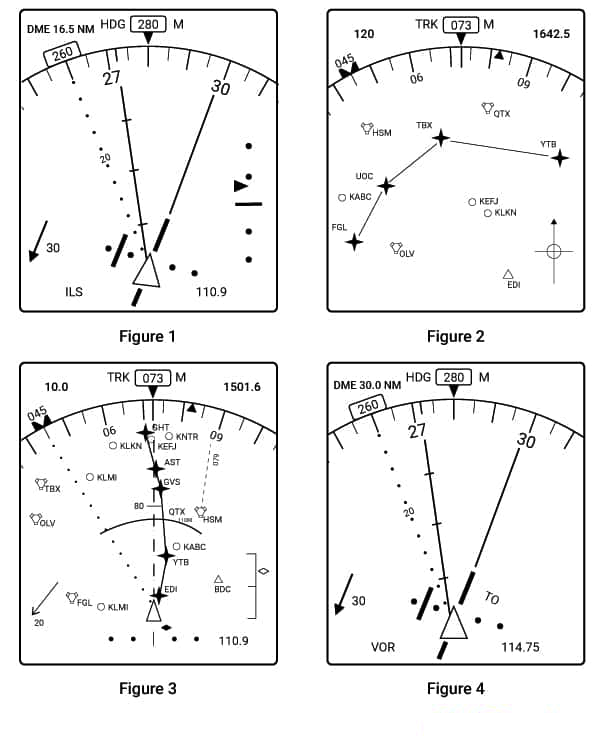 DME 16.5 NM HDG 280 M
260
27
30
20
30
ILS 110.9
Figure 1
120 TRK 073 M 1642.5
045
06
09
QTX
HSM
TBX
YTB
UOC
KABC
KEFJ
KLKN
FGL
OLV
EDI
Figure 2
10.0 TRK 073 M 1501.6
045
06
09
SHT
KNTR
KLKN
KEFJ
AST
079
KLMI
GVS
TBX
80
QTX
HSM
OLV
KABC
YTB
EDI
BDC
FGL
KLMI
20
110.9
Figure 3
DME 30.0 NM HDG 280 M
260
27
30
20
30
TO
VOR 114.75
Figure 4